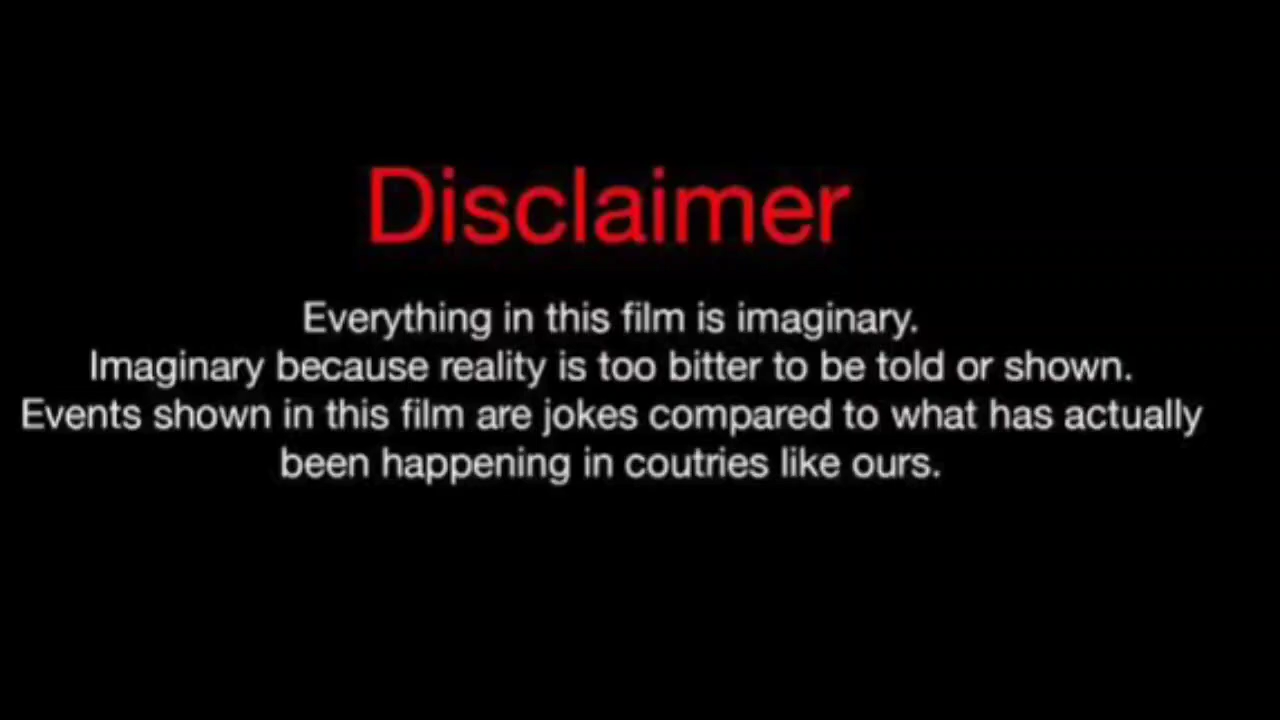 Disclaimer
Everything in this film is imaginary.
Imaginary because reality is too bitter to be told or shown.
Events shown in this film are jokes compared to what has actually
been happening in coutries like ours.